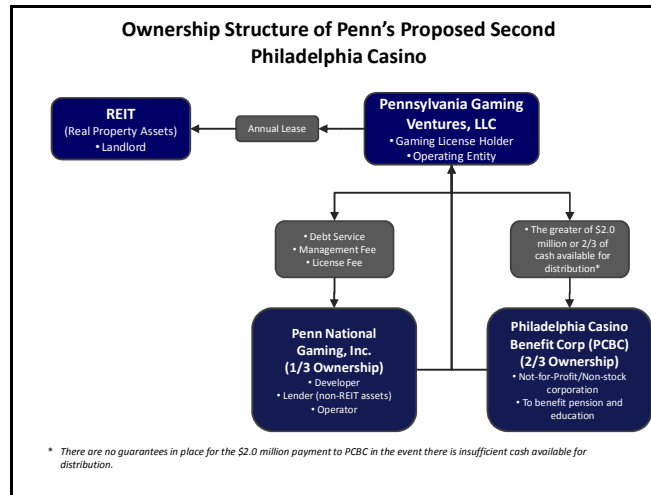 Ownership Structure of Penn's Proposed Second
Philadelphia Casino
REIT
(Real Property Assets)
• Landlord
Annual Lease
Pennsylvania Gaming
Ventures, LLC
• Gaming License Holder
• Operating Entity
• Debt Service
• Management Fee
• License Fee
• The greater of $2.0
million or 2/3 of
cash available for
distribution*
Penn National
Gaming, Inc.
(1/3 Ownership)
• Developer
• Lender (non-REIT assets)
• Operator
Philadelphia Casino
Benefit Corp (PCBC)
(2/3 Ownership)
• Not-for-Profit/Non-stock
corporation
• To benefit pension and
education
* There are no guarantees in place for the $2.0 million payment to PCBC in the event there is insufficient cash available for
distribution.